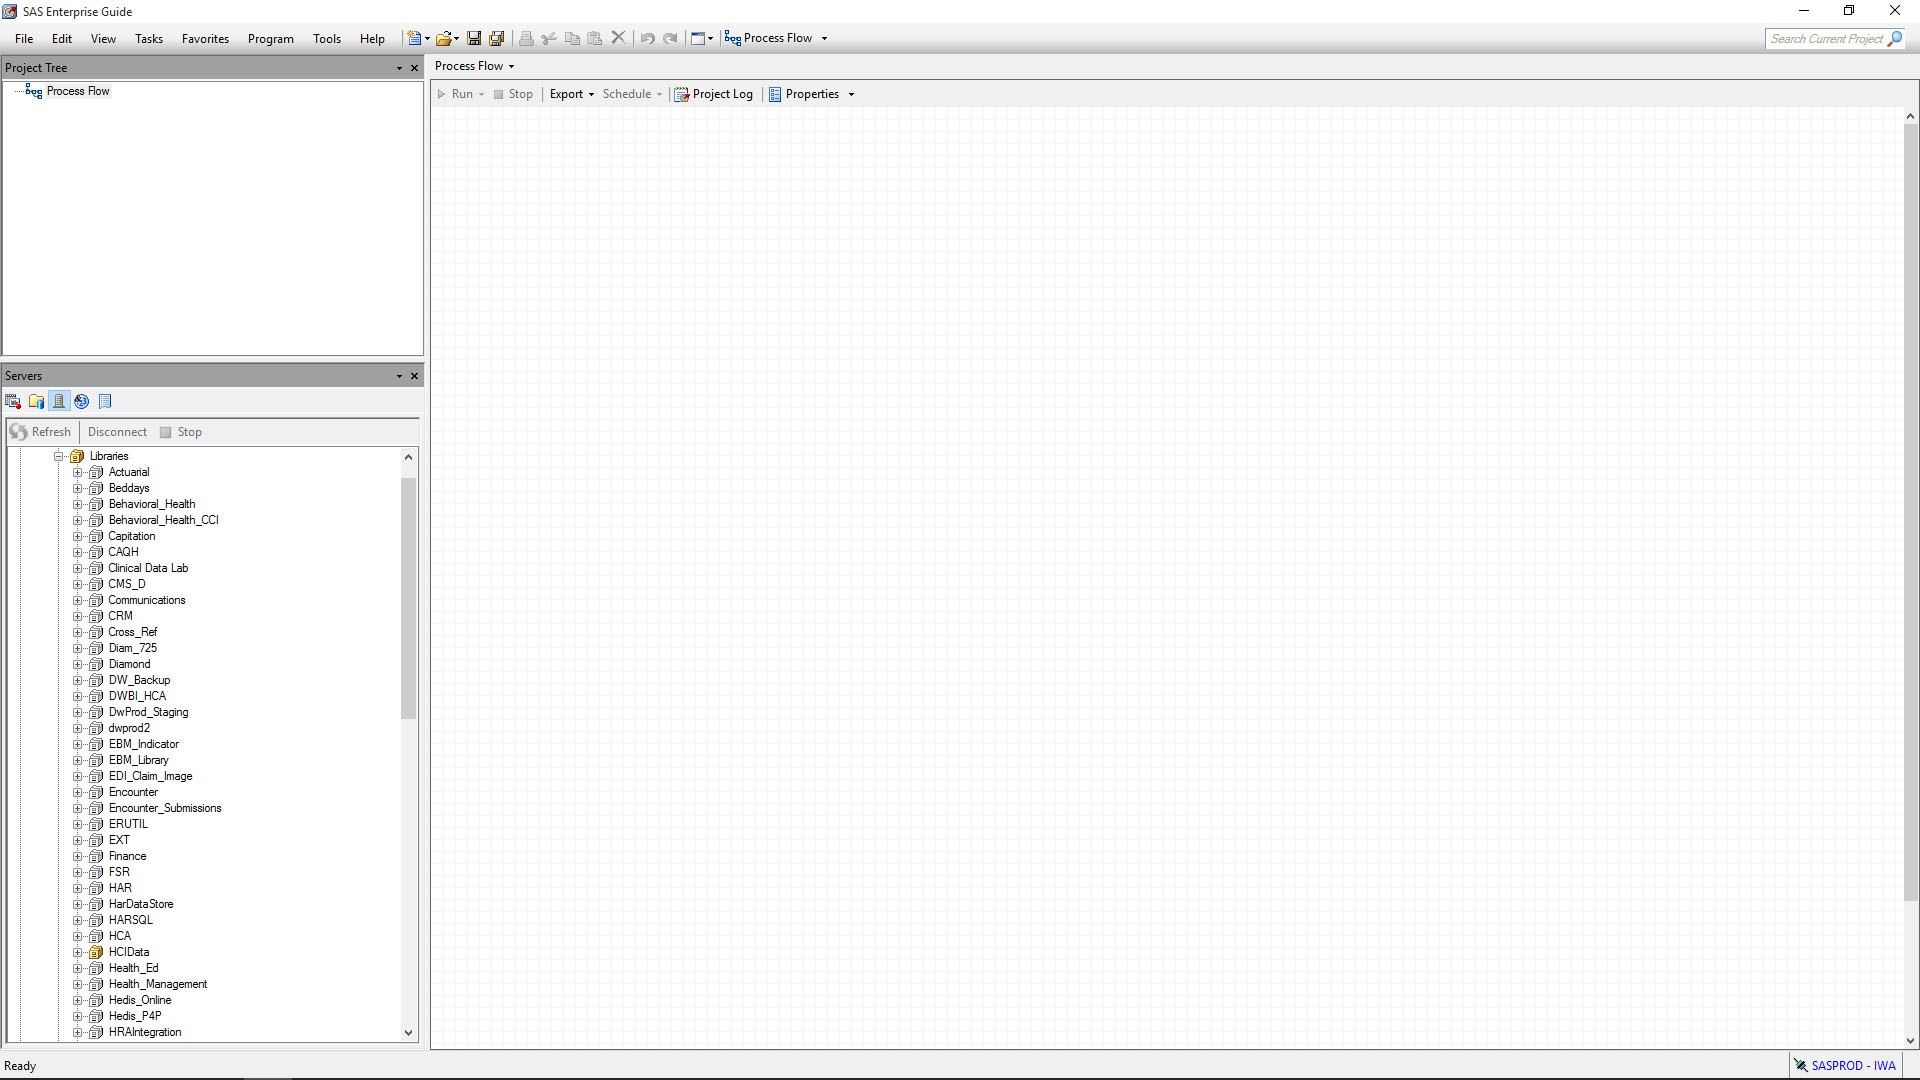 SAS Enterprise Guide
File Edit View Tasks Favorites Program Tools Help Process Flow Search Current Project
Project Tree
Process Flow
Process Flow
Run Stop Export Schedule Project Log Properties
Servers
Refresh Disconnect Stop
Libraries
Actuarial
Beddays
Behavioral_Health
Behavioral_Health_CCI
Capitation
CAQH
Clinical Data Lab
CMS_D
Communications
CRM
Cross_Ref
Diam_725
Diamond
DW_Backup
DWBI_HCA
DwProd_Staging
dwprod2
EBM_Indicator
EBM_Library
EDI_Claim_Image
Encounter
Encounter_Submissions
ERUTIL
EXT
Finance
FSR
HAR
HarDataStore
HARSQL
HCA
HCIData
Health_Ed
Health_Management
Hedis_Online
Hedis_P4P
HRAIntegration
Ready
SASPROD - IWA